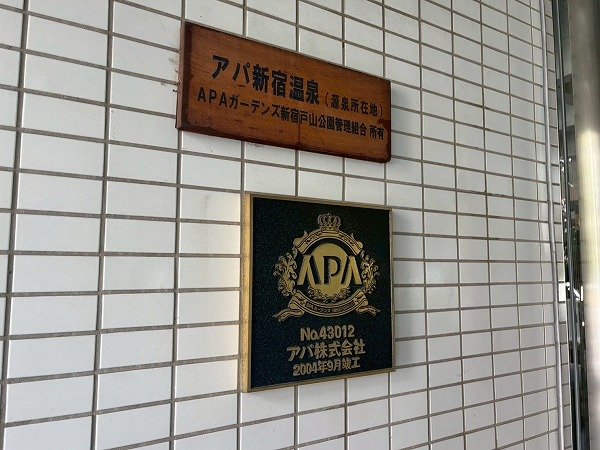 アパ新宿温泉（源泉所在地）
APAガーデンズ新宿戸山公園管理組合 所有
APA
No.43012
アパ株式会社
2004年9月竣工